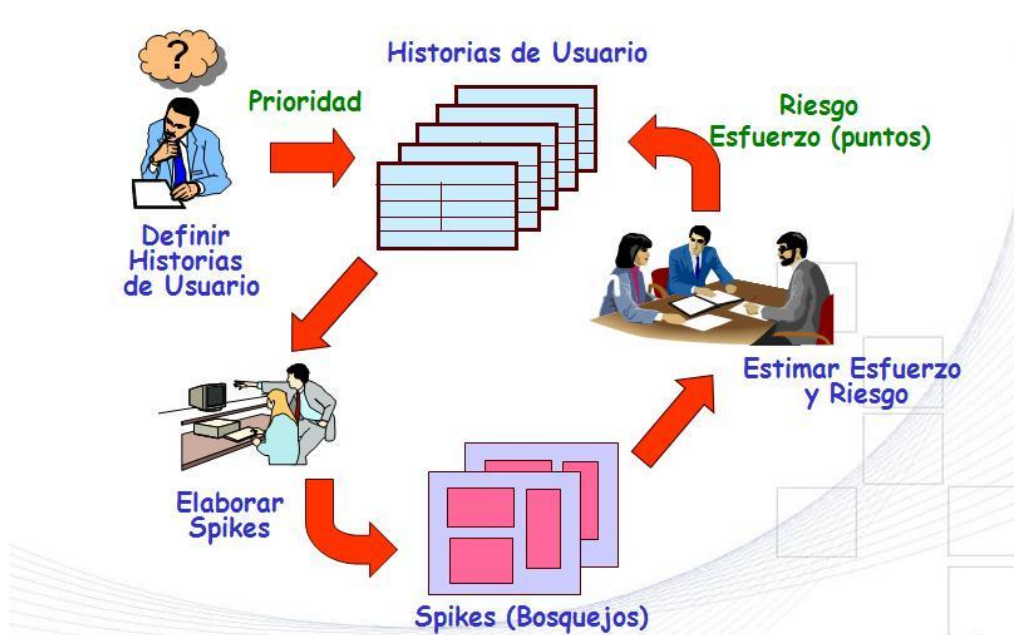 ?
Historias de Usuario
Prioridad
Riesgo
Esfuerzo (puntos)
Definir
Historias
de Usuario
Estimar Esfuerzo
y Riesgo
Elaborar
Spikes
Spikes (Bosquejos)